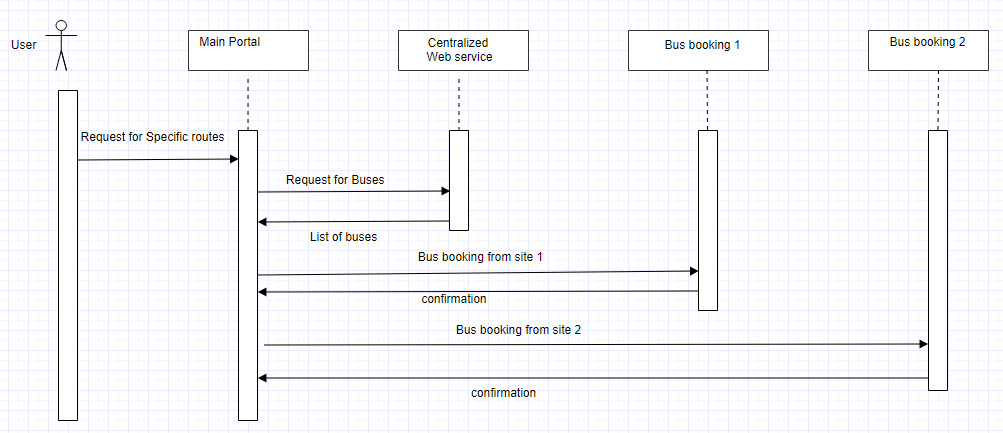 User
Main Portal
Centralized
Web service
Bus booking 1
Bus booking 2
Request for Specific routes
Request for Buses
List of buses
Bus booking from site 1
confirmation
Bus booking from site 2
confirmation